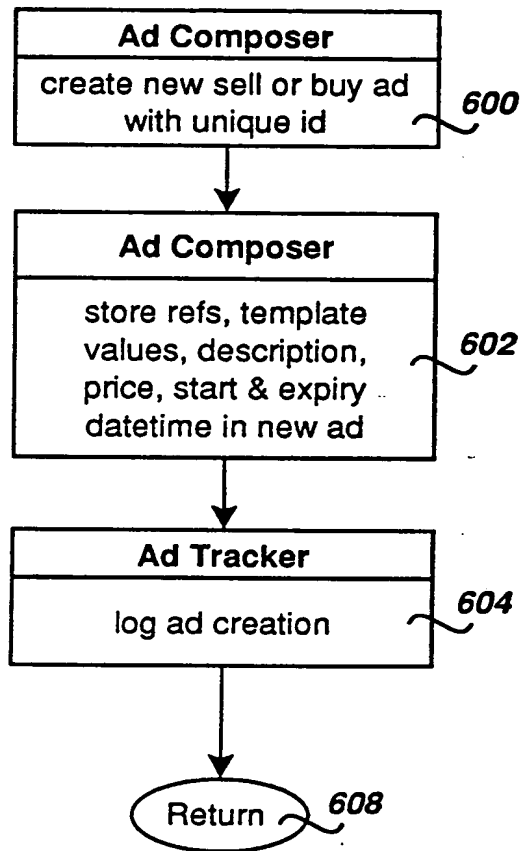 Ad Composer
create new sell or buy ad
with unique id
600
Ad Composer
store refs, template
values, description,
price, start & expiry
datetime in new ad
602
Ad Tracker
log ad creation
604
Return
608